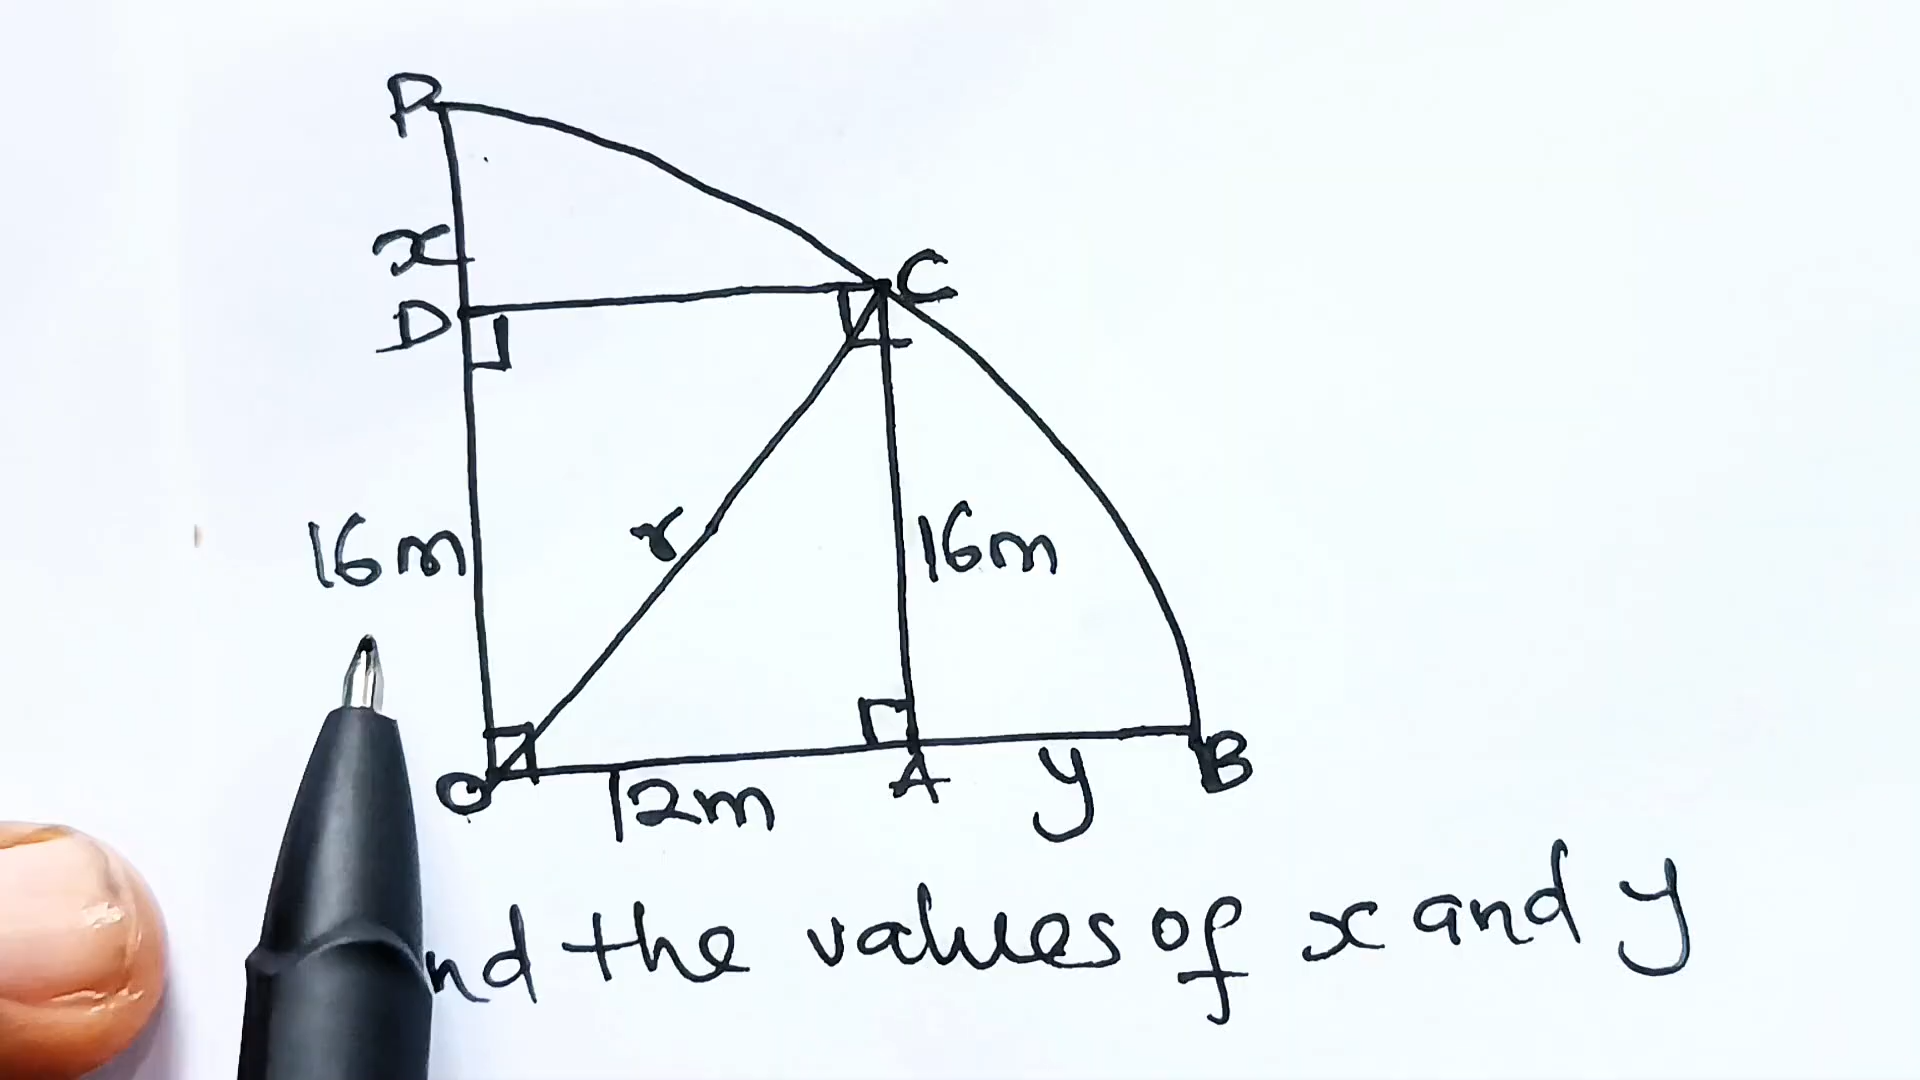 P
x
C
D
16m
r
16m
O
12m
A
y
B
nd the values of x and y